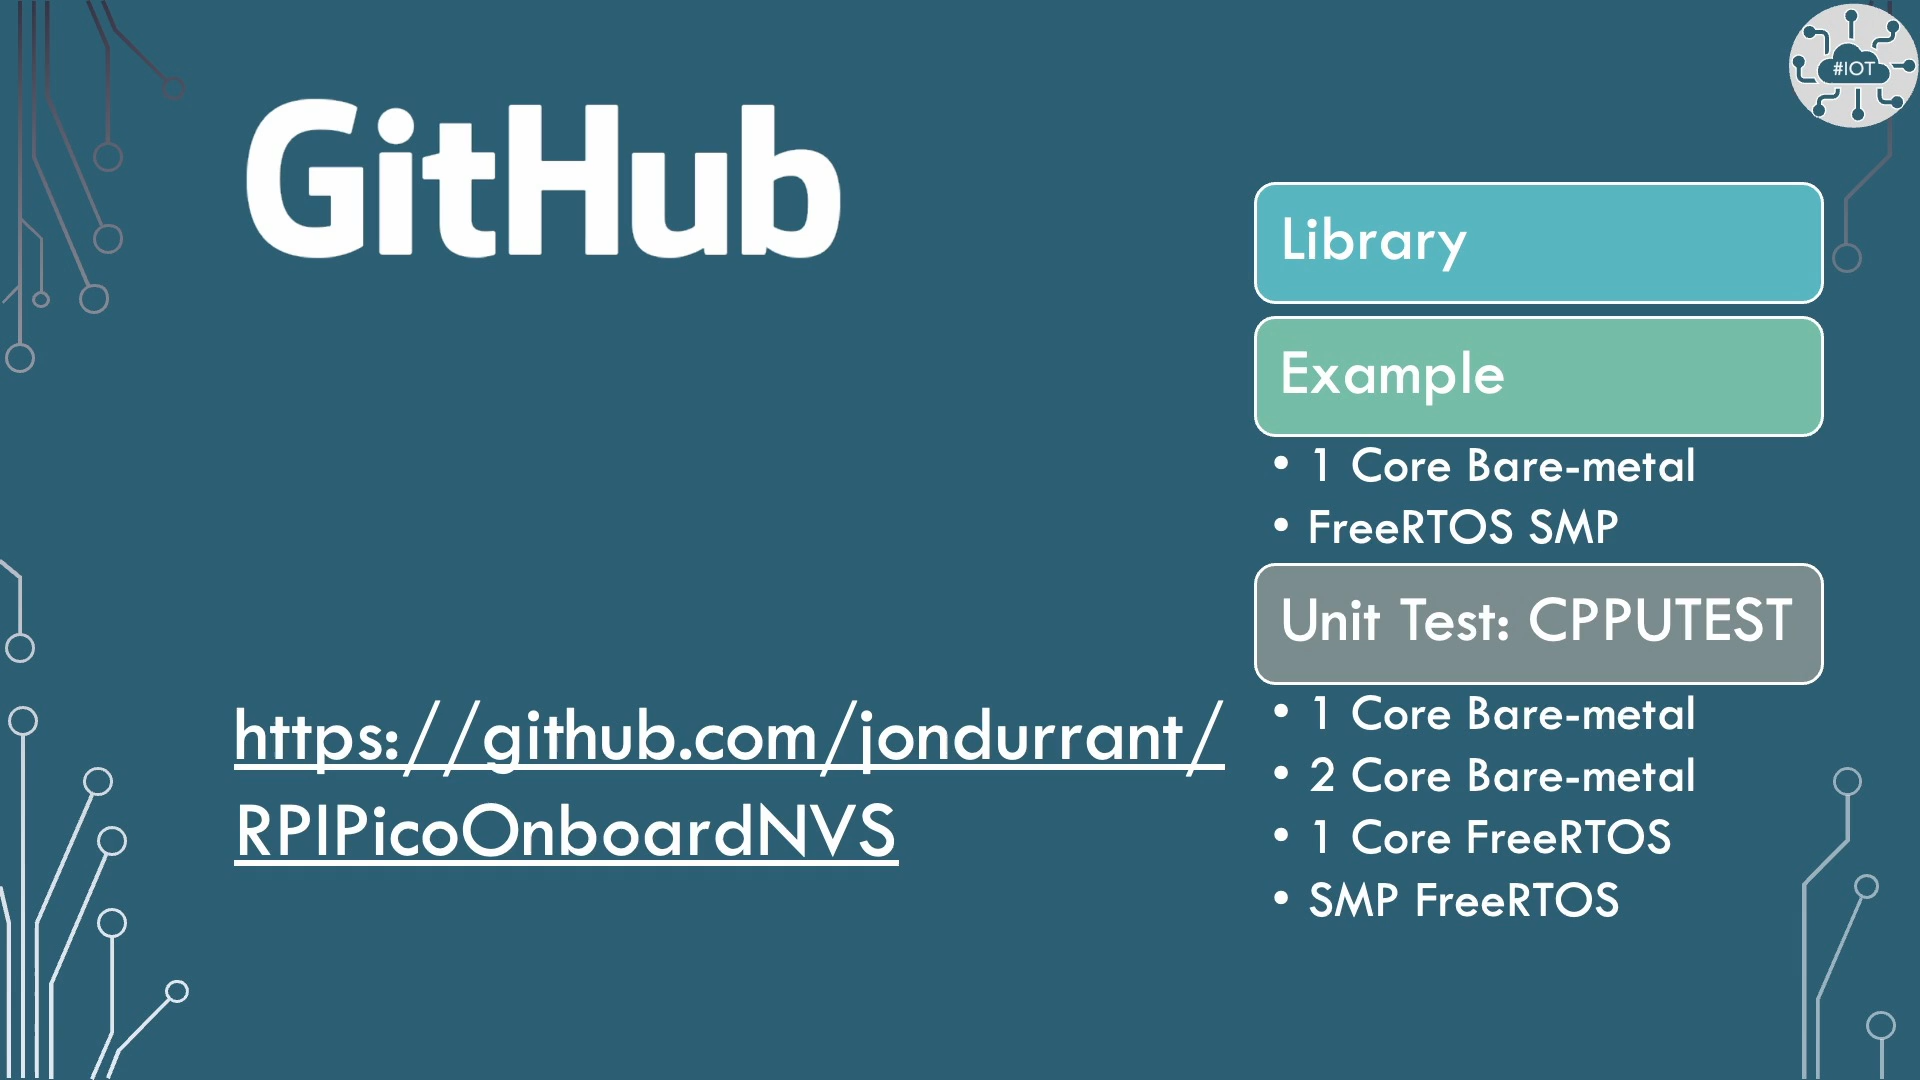 #IOT
GitHub
https://github.com/jondurrant/
RPIPicoOnboardNVS
Library
Example
• 1 Core Bare-metal
• FreeRTOS SMP
Unit Test: CPPUTEST
• 1 Core Bare-metal
• 2 Core Bare-metal
• 1 Core FreeRTOS
• SMP FreeRTOS